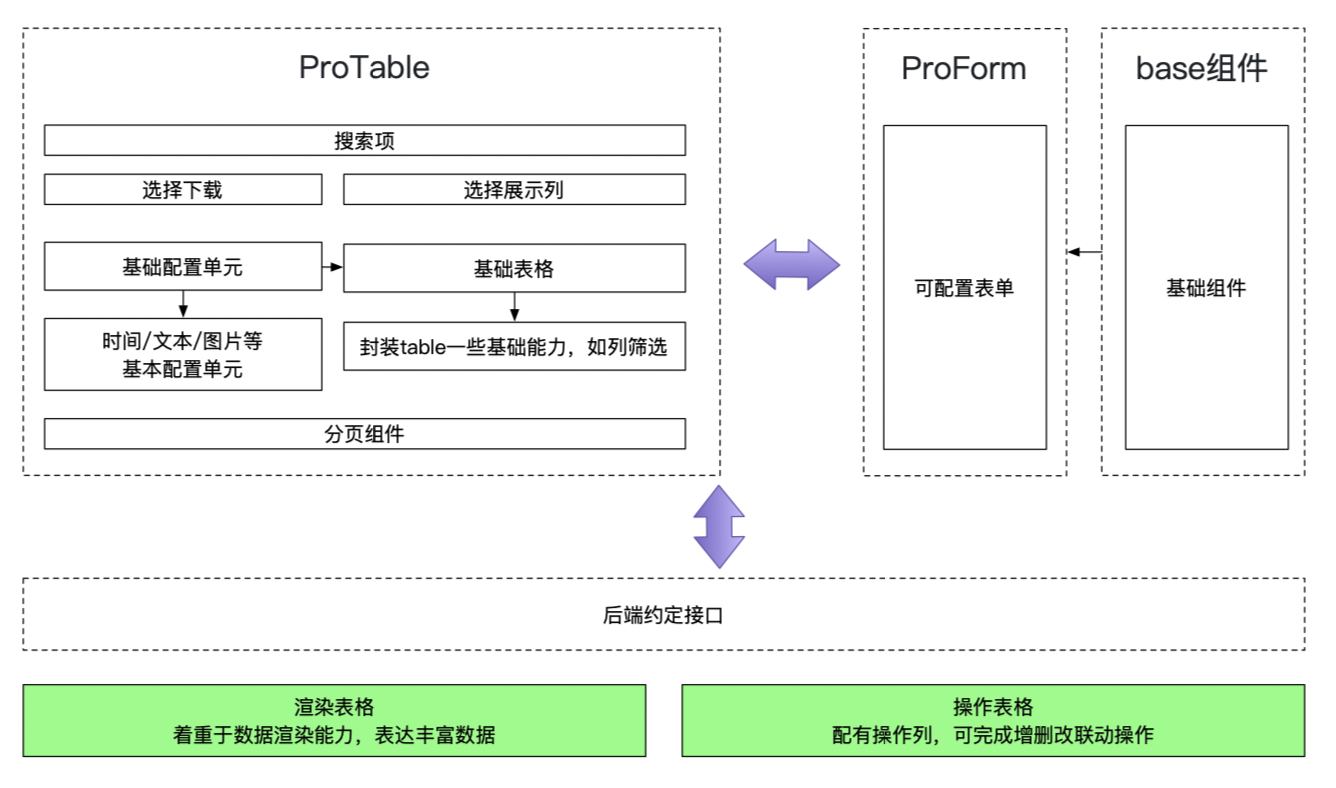 ProTable
搜索项
选择下载
选择展示列
基础配置单元
基础表格
时间/文本/图片等
基本配置单元
封装table一些基础能力，如列筛选
分页组件
ProForm
可配置表单
base组件
基础组件
后端约定接口
渲染表格
着重于数据渲染能力，表达丰富数据
操作表格
配有操作列，可完成增删改联动操作